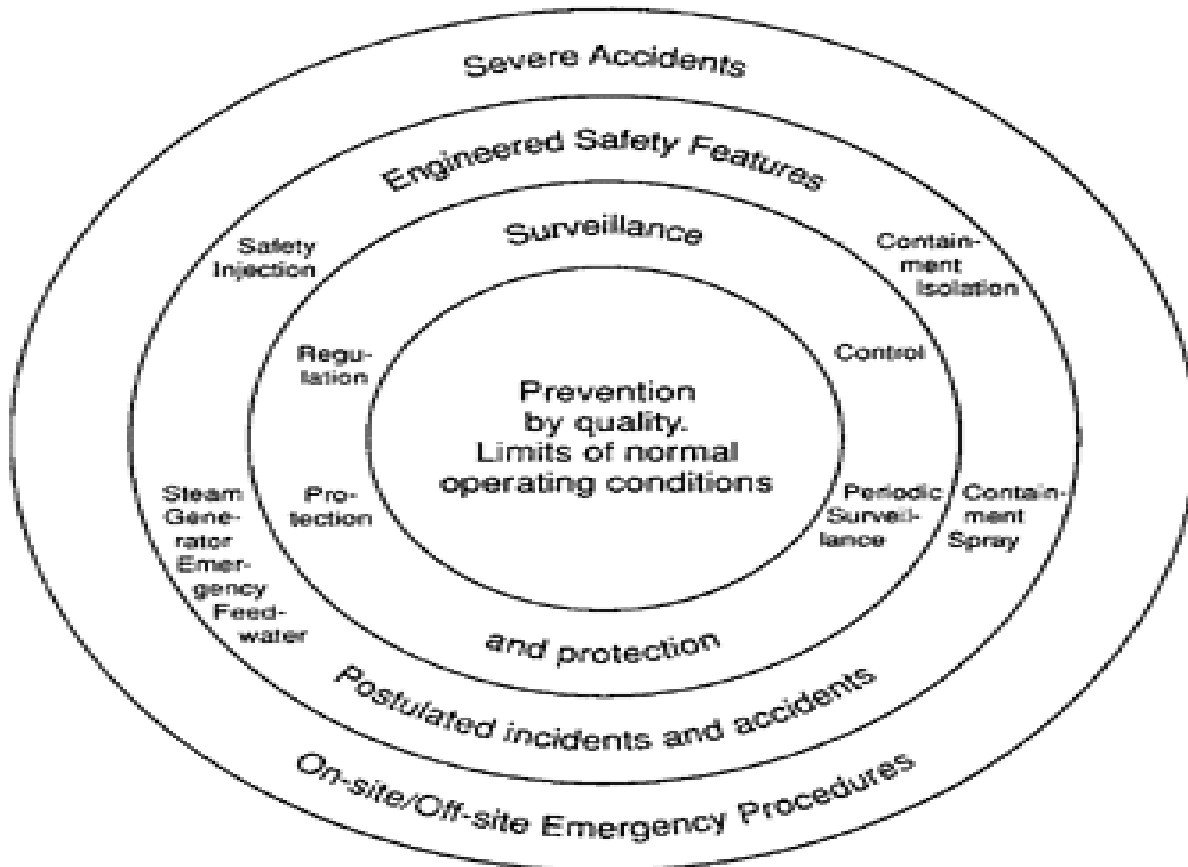 Severe Accidents
Engineered Safety Features
Surveillance
Safety
Injection
Contain-
ment
Isolation
Regu-
lation
Control
Prevention
by quality.
Limits of normal
operating conditions
Steam
Gene-
rator
Emer-
gency
Feed-
water
Pro-
tection
Periodic
Surveil-
lance
Contain-
ment
Spray
and protection
Postulated incidents and accidents
On-site/Off-site Emergency Procedures